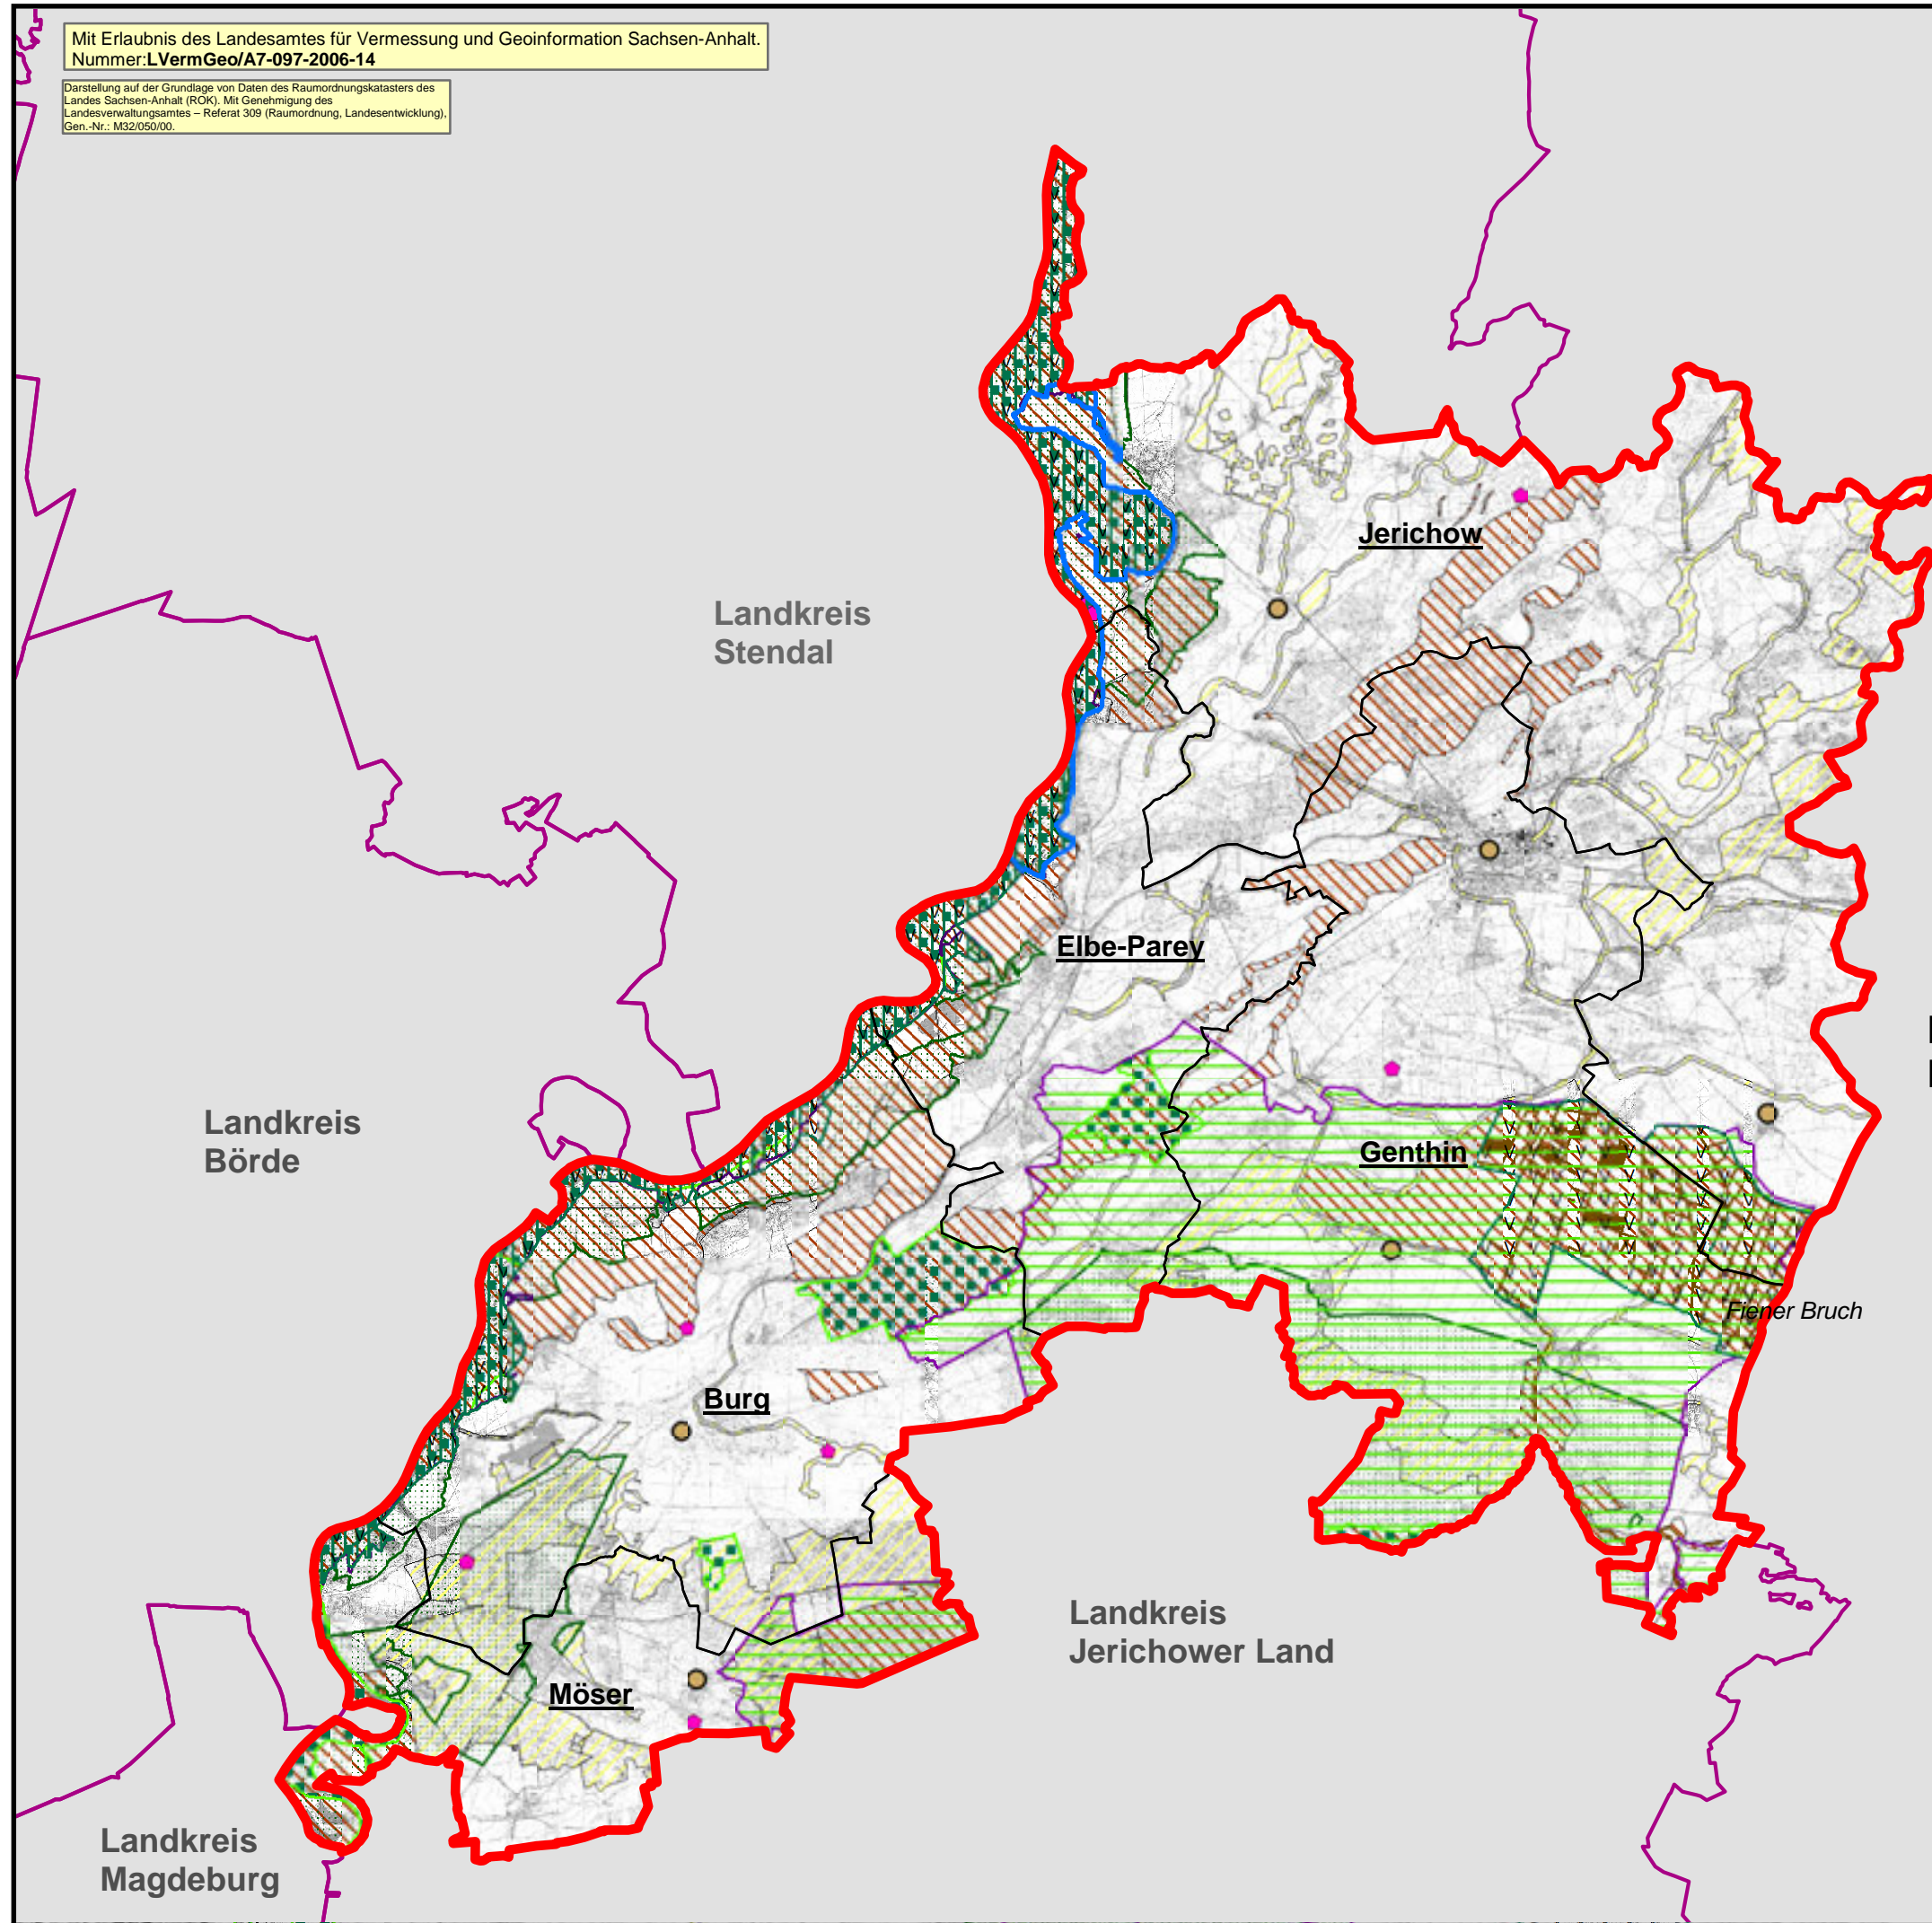 Mit Erlaubnis des Landesamtes für Vermessung und Geoinformation Sachsen-Anhalt.
Nummer:LVermGeo/A7-097-2006-14
Darstellung auf der Grundlage von Daten des Raumordnungskatasters des
Landes Sachsen-Anhalt (ROK). Mit Genehmigung des
Landesverwaltungsamtes – Referat 309 (Raumordnung, Landesentwicklung),
Gen.-Nr.: M32/050/00.
Jerichow
Landkreis
Stendal
Elbe-Parey
Landkreis
Börde
Genthin
Fiener Bruch
Burg
Landkreis
Jerichower Land
Möser
Landkreis
Magdeburg